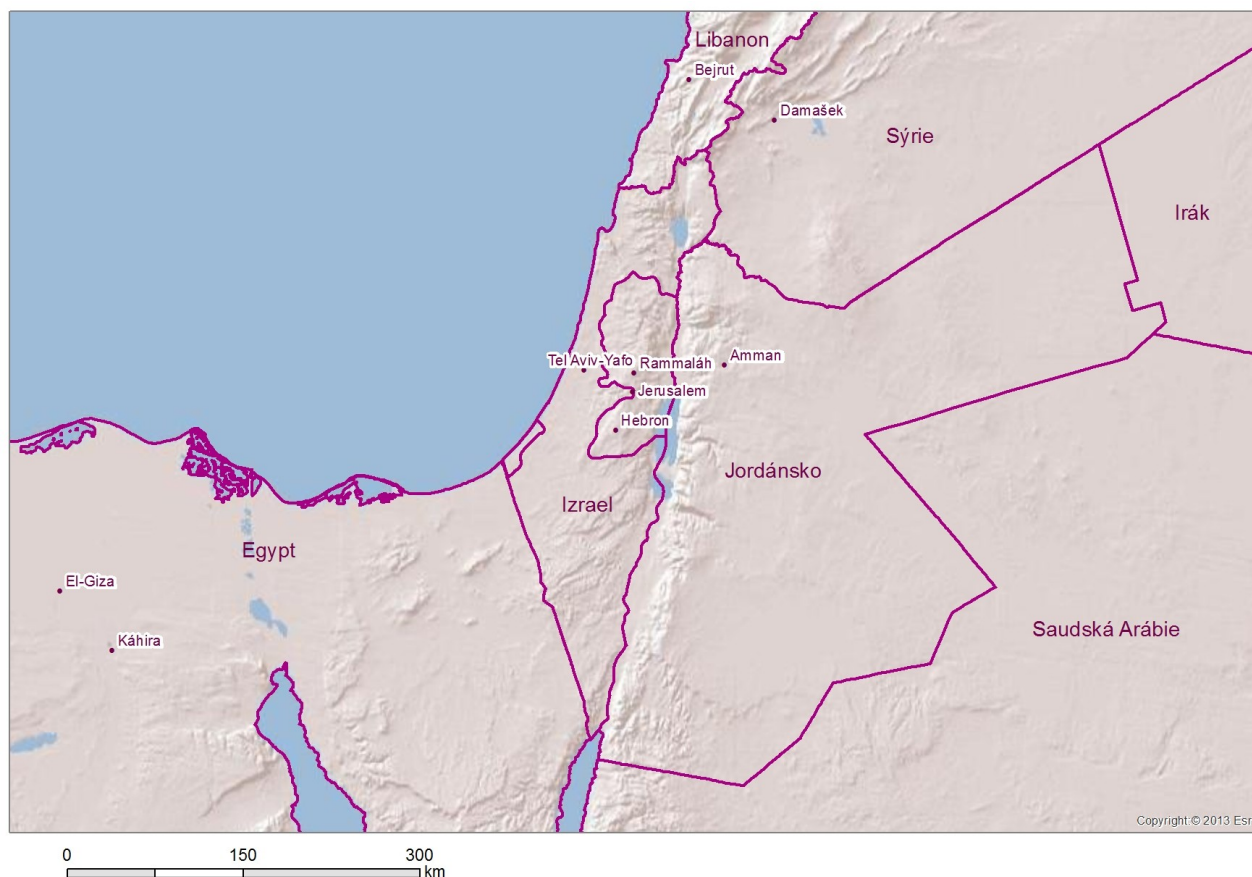 Libanon
Bejrut
Damašek
Sýrie
Irák
Tel Aviv-Yafo
Rammaláh
Amman
Jerusalem
Hebron
Jordánsko
Izrael
Egypt
El-Giza
Káhira
Saudská Arábie
Copyright:© 2013 Esr
0 150 300
km